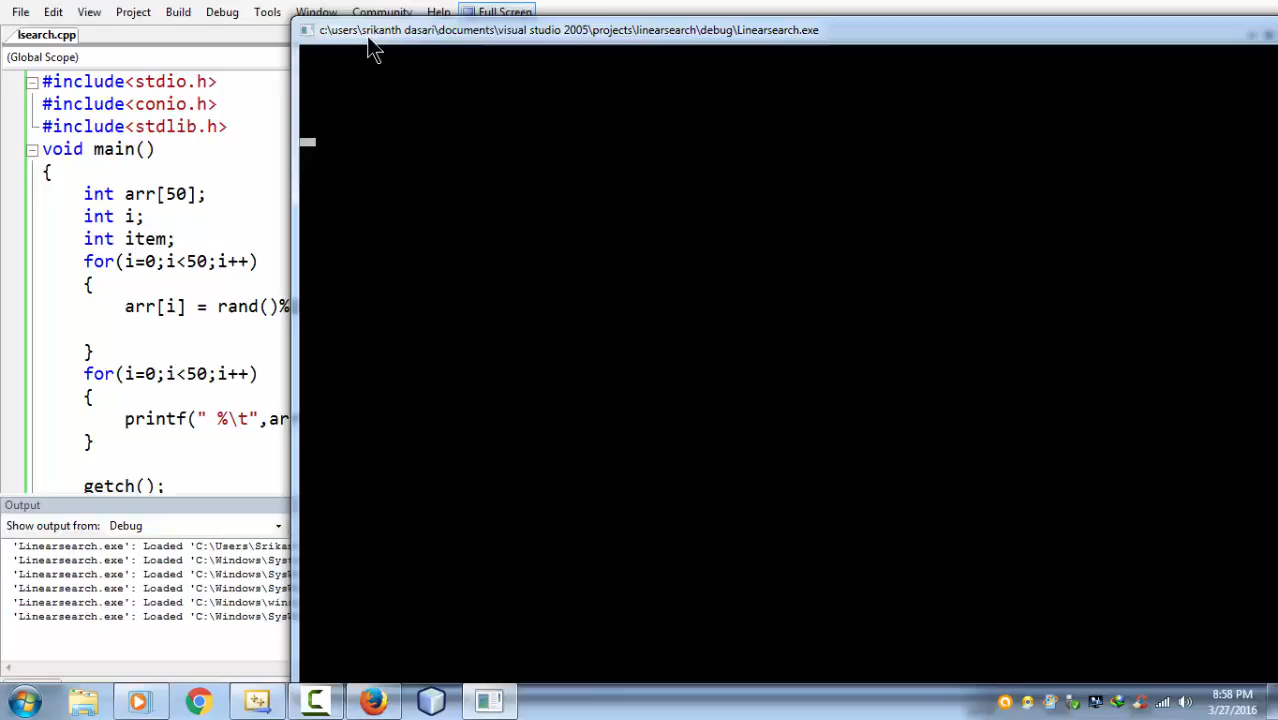 File Edit View Project Build Debug Tools Window Community Help Full Screen
c:\users\srikanth dasari\documents\visual studio 2005\projects\linearsearch\debug\Linearsearch.exe
lsearch.cpp
(Global Scope)
#include<stdio.h>
#include<conio.h>
#include<stdlib.h>
void main()
{
int arr[50];
int i;
int item;
for(i=0;i<50;i++)
{
arr[i] = rand()%
}
for(i=0;i<50;i++)
{
printf(" %\t",ar
}
getch();
Output
Show output from: Debug
'Linearsearch.exe': Loaded 'C:\Users\Srika
'Linearsearch.exe': Loaded 'C:\Windows\Sys
'Linearsearch.exe': Loaded 'C:\Windows\Sys
'Linearsearch.exe': Loaded 'C:\Windows\Sys
'Linearsearch.exe': Loaded 'C:\Windows\win
'Linearsearch.exe': Loaded 'C:\Windows\Sys
8:58 PM
3/27/2016